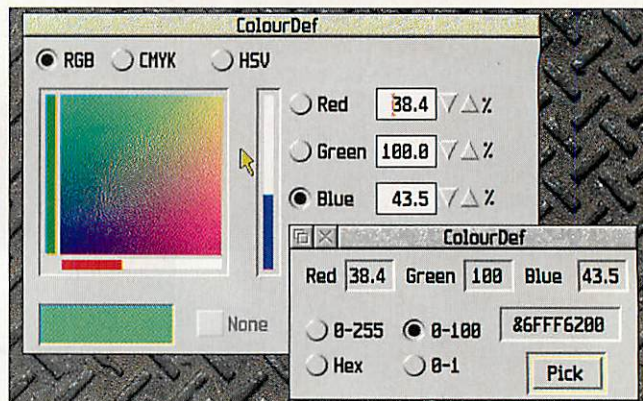 ColourDef
RGB CMYK HSV
Red 38.4 %
Green 100.0 %
Blue 43.5 %
None
ColourDef
Red 38.4 Green 100 Blue 43.5
0-255 0-100 &6FFF6200
Hex 0-1
Pick